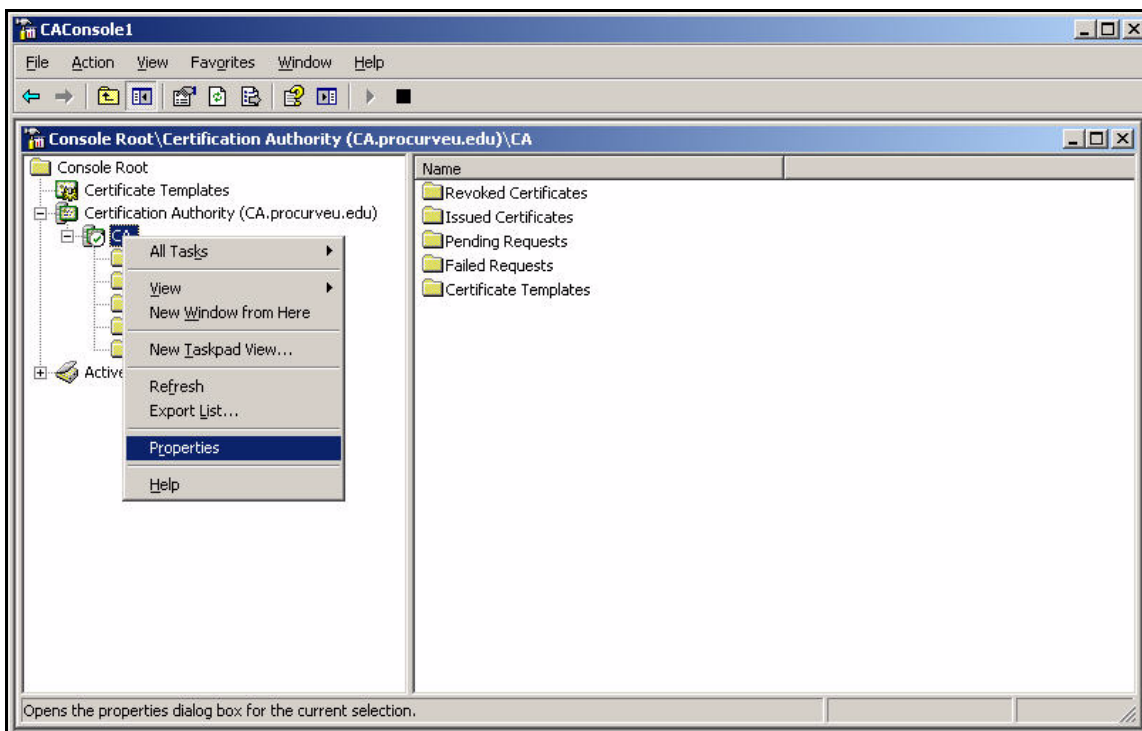 CAConsole1
File Action View Favorites Window Help
Console Root\Certification Authority (CA.procurveu.edu)\CA
Console Root
Certificate Templates
Certification Authority (CA.procurveu.edu)
CA
Active
All Tasks
View
New Window from Here
New Taskpad View...
Refresh
Export List...
Properties
Help
Name
Revoked Certificates
Issued Certificates
Pending Requests
Failed Requests
Certificate Templates
Opens the properties dialog box for the current selection.